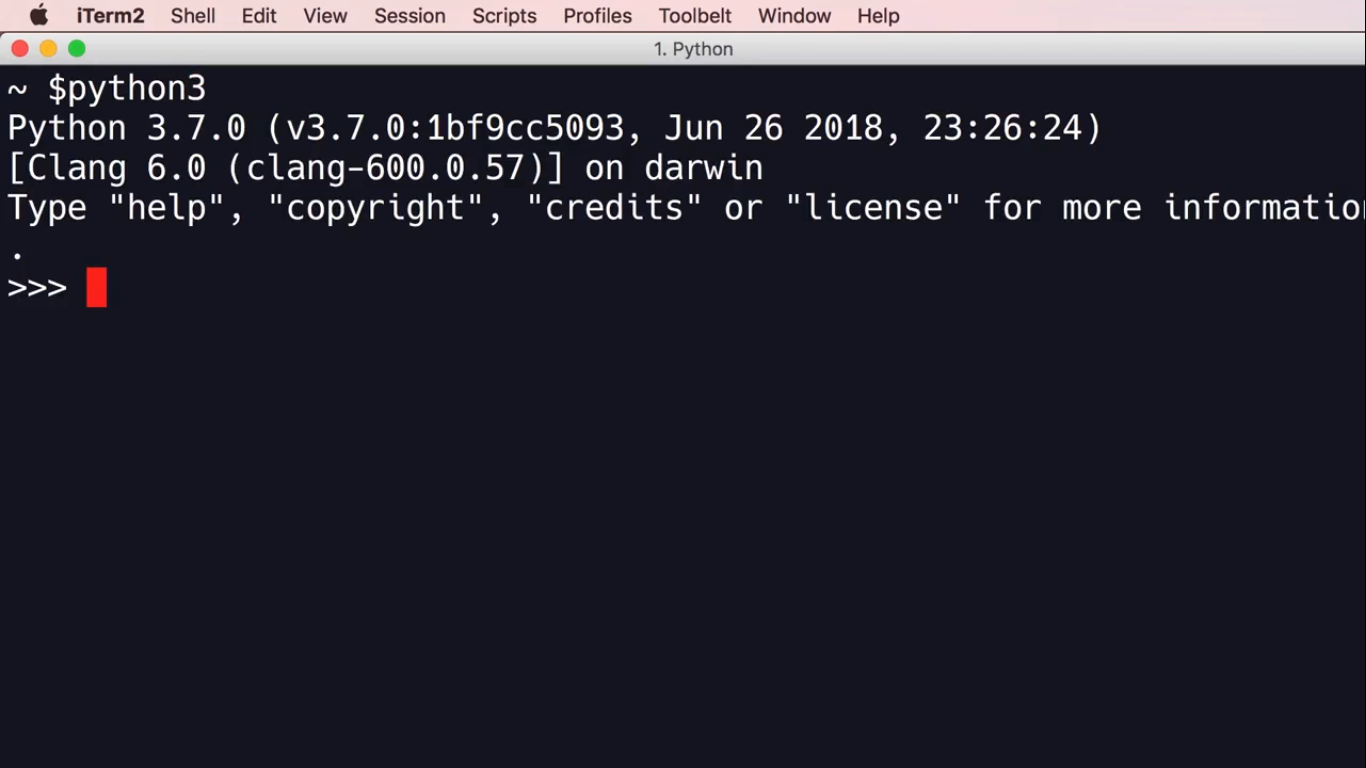 iTerm2 Shell Edit View Session Scripts Profiles Toolbelt Window Help
1. Python
~ $python3
Python 3.7.0 (v3.7.0:1bf9cc5093, Jun 26 2018, 23:26:24)
[Clang 6.0 (clang-600.0.57)] on darwin
Type "help", "copyright", "credits" or "license" for more information
.
>>>